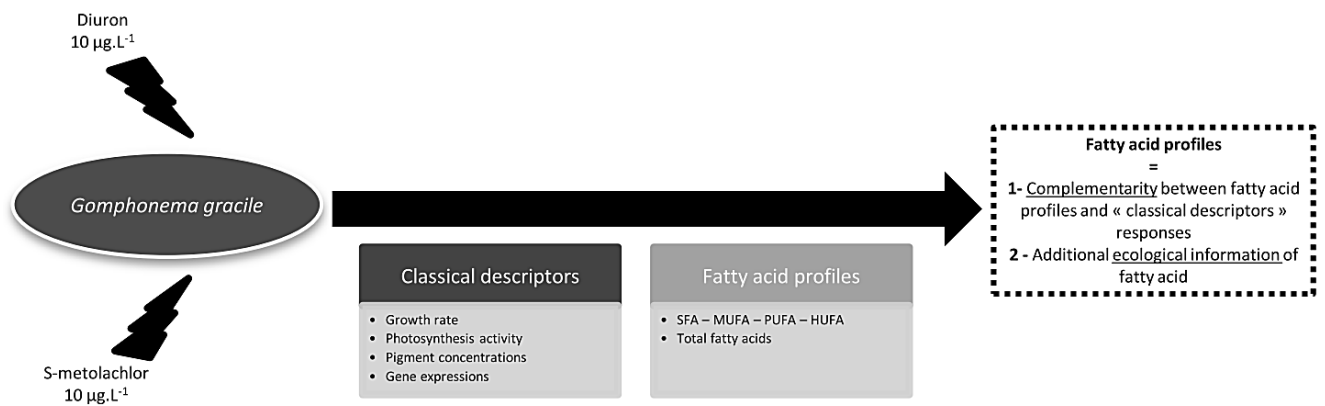 Diuron
10 µg.L⁻¹
Gomphonema gracile
S-metolachlor
10 µg.L⁻¹
Classical descriptors
• Growth rate
• Photosynthesis activity
• Pigment concentrations
• Gene expressions
Fatty acid profiles
• SFA – MUFA – PUFA – HUFA
• Total fatty acids
Fatty acid profiles
=
1- Complementarity between fatty acid
profiles and « classical descriptors »
responses
2 - Additional ecological information of
fatty acid